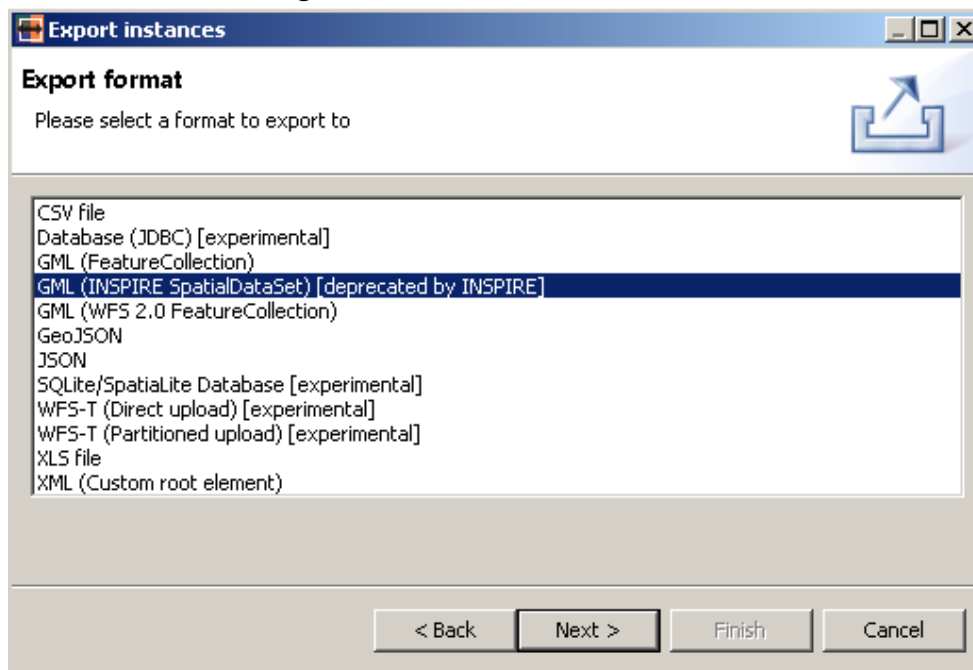 Export instances
Export format
Please select a format to export to
CSV file
Database (JDBC) [experimental]
GML (FeatureCollection)
GML (INSPIRE SpatialDataSet) [deprecated by INSPIRE]
GML (WFS 2.0 FeatureCollection)
GeoJSON
JSON
SQLite/SpatiaLite Database [experimental]
WFS-T (Direct upload) [experimental]
WFS-T (Partitioned upload) [experimental]
XLS file
XML (Custom root element)
< Back Next > Finish Cancel